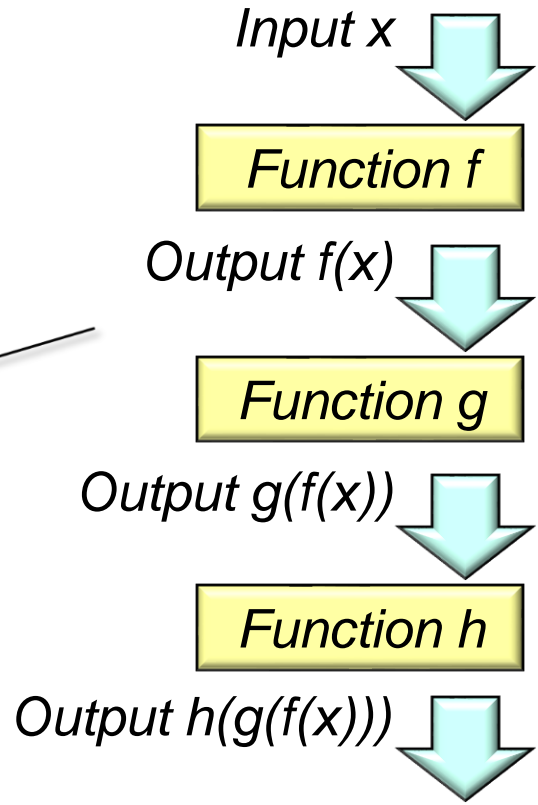 Input x
Function f
Output f(x)
Function g
Output g(f(x))
Function h
Output h(g(f(x)))